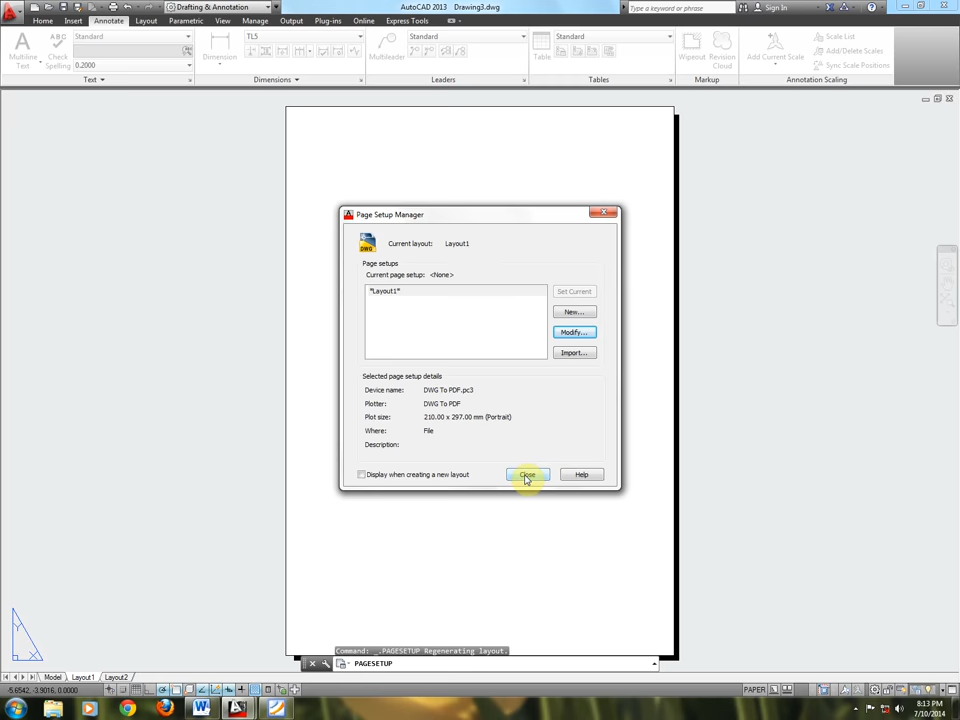 Drafting & Annotation
AutoCAD 2013 Drawing3.dwg
Type a keyword or phrase
Sign In
Home Insert Annotate Layout Parametric View Manage Output Plug-ins Online Express Tools
Multiline Text
Check Spelling
Standard
0.2000
Text
Dimension
TLS
Dimensions
Multileader
Standard
Leaders
Table
Standard
Tables
Wipeout
Revision Cloud
Markup
Add Current Scale
Scale List
Add/Delete Scales
Sync Scale Positions
Annotation Scaling
Page Setup Manager
DWG
Current layout: Layout1
Page setups
Current page setup: <None>
*Layout1*
Set Current
New...
Modify...
Import...
Selected page setup details
Device name: DWG To PDF.pc3
Plotter: DWG To PDF
Plot size: 210.00 x 297.00 mm (Portrait)
Where: File
Description:
Display when creating a new layout
Close
Help
Y
X
Command: _.PAGESETUP Regenerating layout.
PAGESETUP
Model Layout1 Layout2
-5.6542, -3.9016, 0.0000
PAPER
8:13 PM
7/10/2014